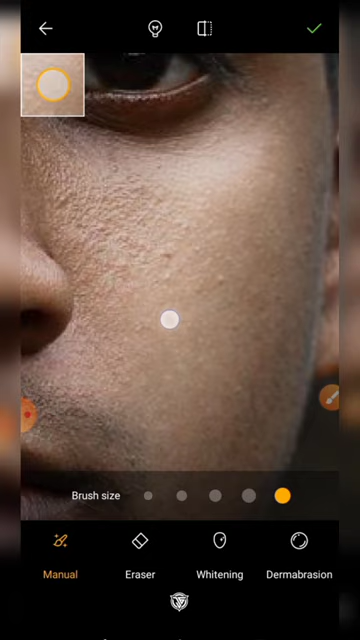 Brush size
Manual
Eraser
Whitening
Dermabrasion